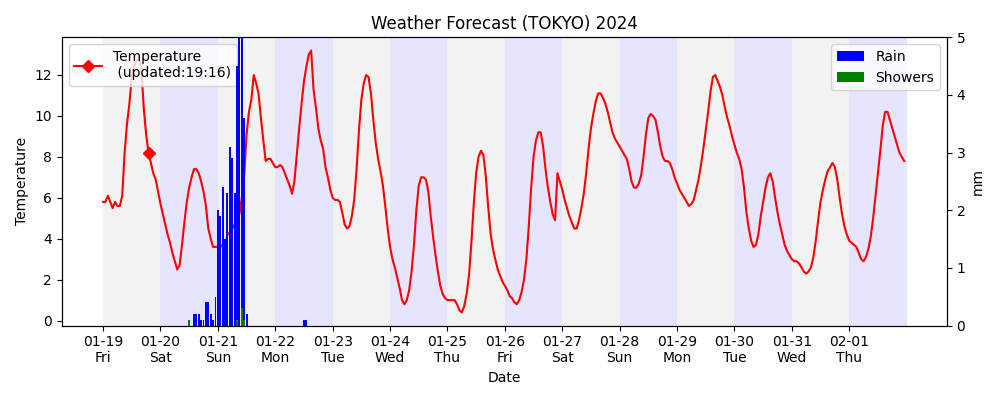 Weather Forecast (TOKYO) 2024
Temperature
(updated:19:16)
Rain
Showers
Temperature
12
10
8
6
4
2
0
5
4
3
2
1
0
mm
01-19 01-20 01-21 01-22 01-23 01-24 01-25 01-26 01-27 01-28 01-29 01-30 01-31 02-01
Fri Sat Sun Mon Tue Wed Thu Fri Sat Sun Mon Tue Wed Thu
Date